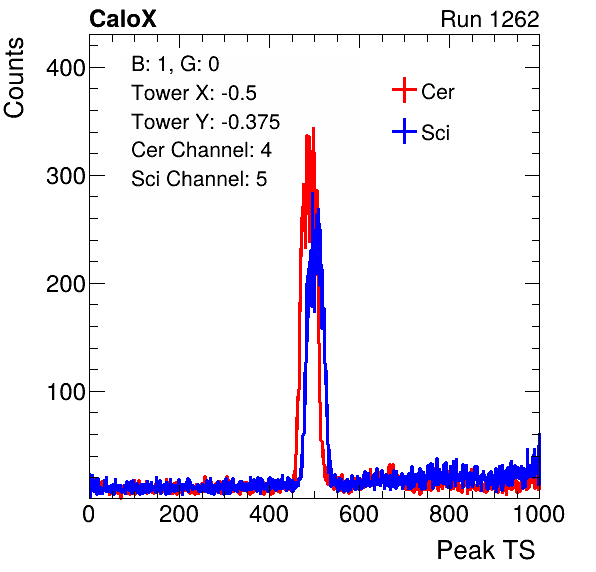 CaloX Run 1262
Counts
400
300
200
100
B: 1, G: 0
Tower X: -0.5
Tower Y: -0.375
Cer Channel: 4
Sci Channel: 5
Cer
Sci
0 200 400 600 800 1000
Peak TS